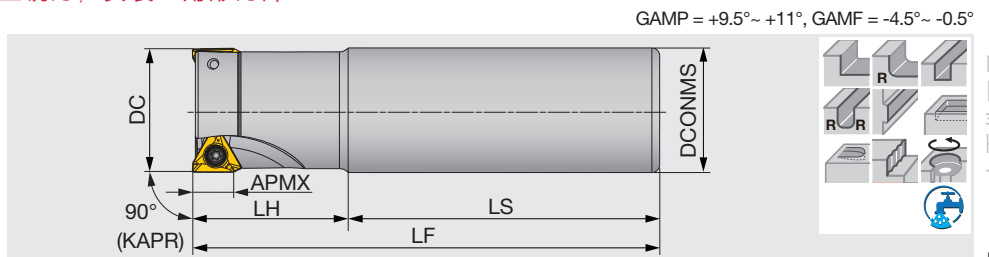 GAMP = +9.5°~ +11°, GAMF = -4.5°~ -0.5°
DC
DCONMS
APMX
90°
(KAPR)
LH
LS
LF
R
R R